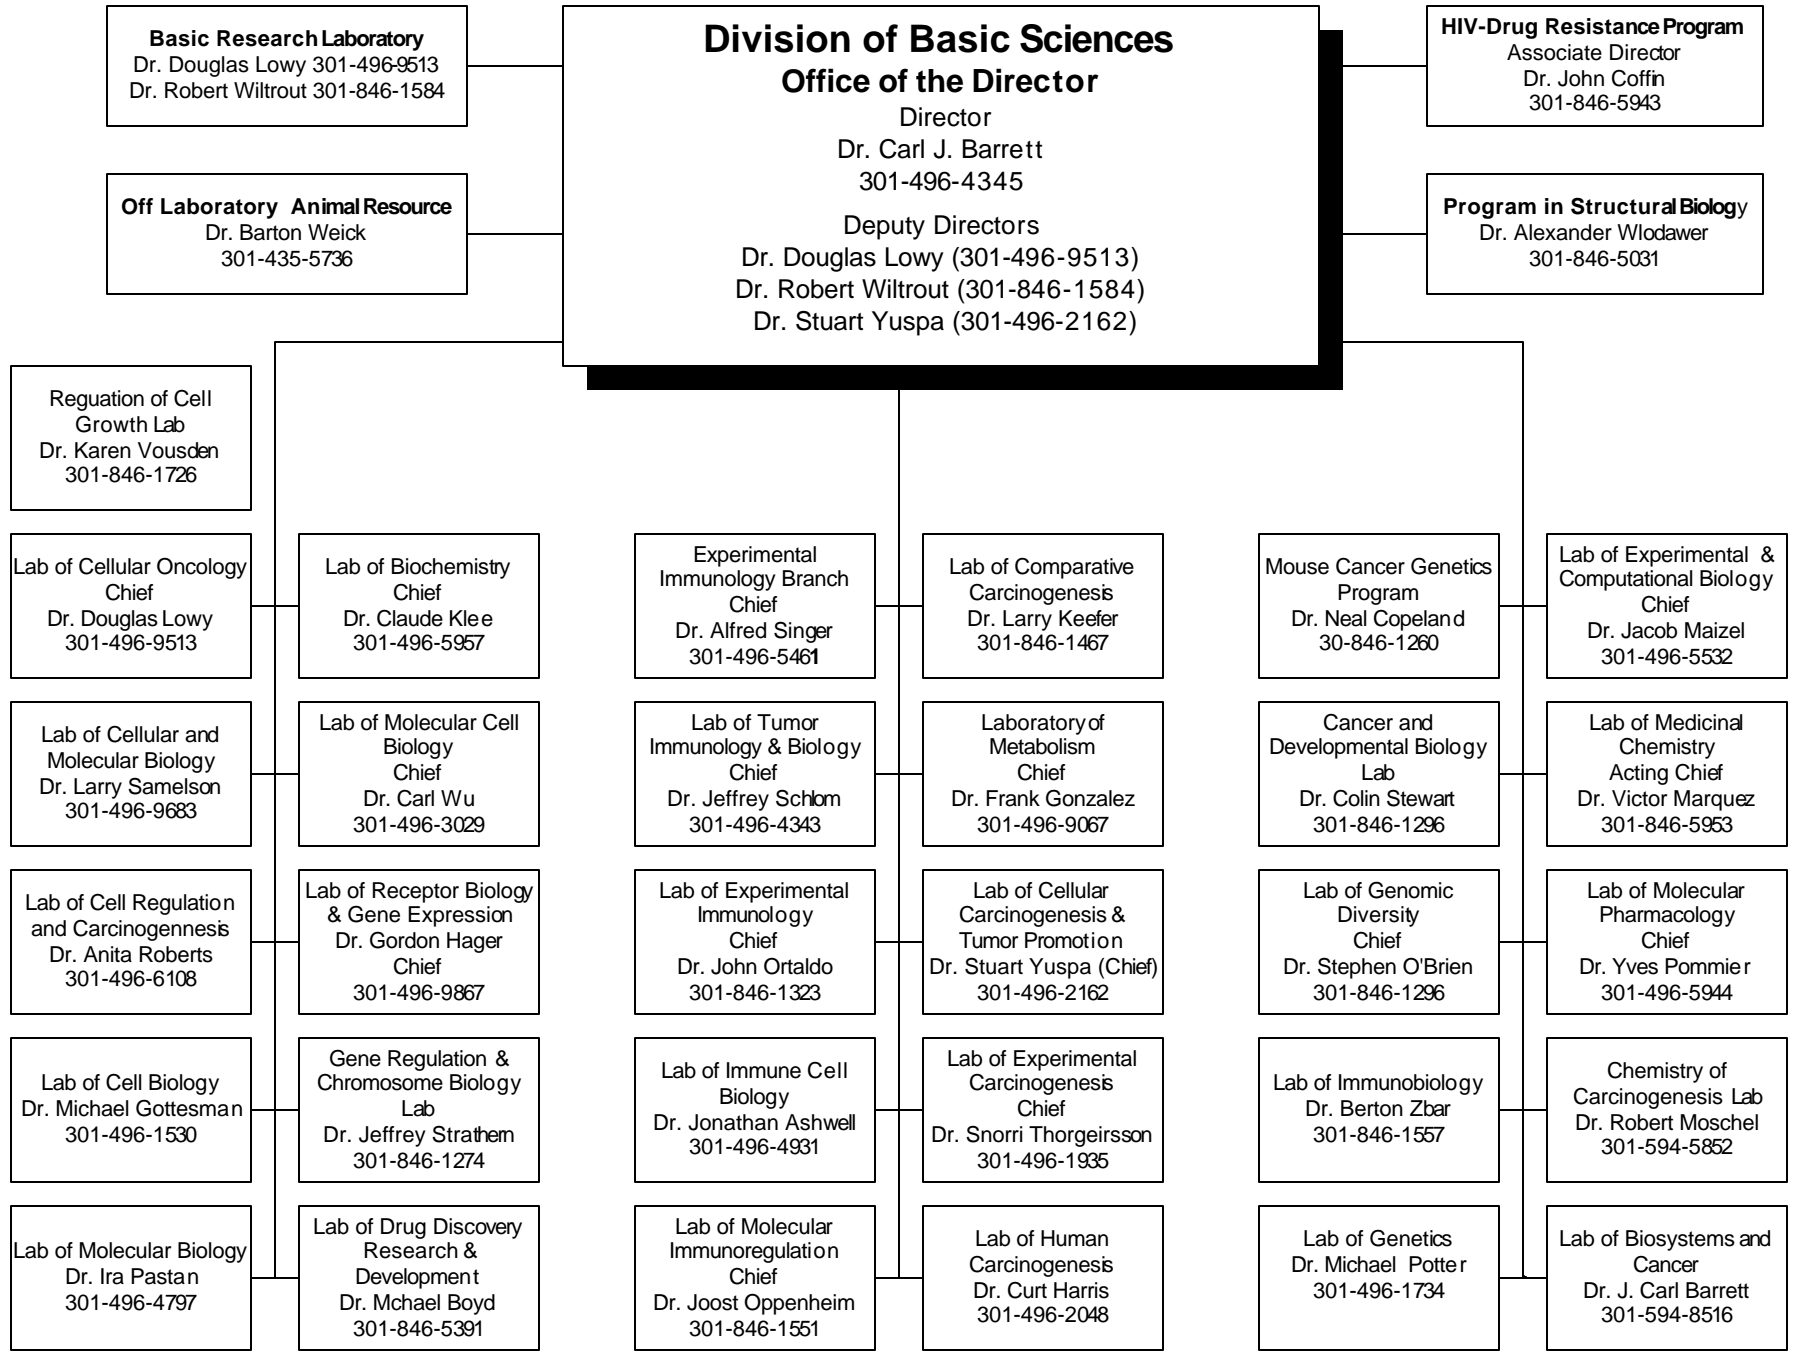 Basic Research Laboratory
Dr. Douglas Lowy 301-496-9513
Dr. Robert Wiltrout 301-846-1584
Division of Basic Sciences
Office of the Director
Director
Dr. Carl J. Barrett
301-496-4345
Deputy Directors
Dr. Douglas Lowy (301-496-9513)
Dr. Robert Wiltrout (301-846-1584)
Dr. Stuart Yuspa (301-496-2162)
HIV-Drug Resistance Program
Associate Director
Dr. John Coffin
301-846-5943
Off Laboratory Animal Resource
Dr. Barton Weick
301-435-5736
Program in Structural Biology
Dr. Alexander Wlodawer
301-846-5031
Reguation of Cell
Growth Lab
Dr. Karen Vousden
301-846-1726
Lab of Cellular Oncology
Chief
Dr. Douglas Lowy
301-496-9513
Lab of Biochemistry
Chief
Dr. Claude Klee
301-496-5957
Experimental
Immunology Branch
Chief
Dr. Alfred Singer
301-496-5461
Lab of Comparative
Carcinogenesis
Dr. Larry Keefer
301-846-1467
Mouse Cancer Genetics
Program
Dr. Neal Copeland
30-846-1260
Lab of Experimental &
Computational Biology
Chief
Dr. Jacob Maizel
301-496-5532
Lab of Cellular and
Molecular Biology
Dr. Larry Samelson
301-496-9683
Lab of Molecular Cell
Biology
Chief
Dr. Carl Wu
301-496-3029
Lab of Tumor
Immunology & Biology
Chief
Dr. Jeffrey Schlom
301-496-4343
Laboratory of
Metabolism
Chief
Dr. Frank Gonzalez
301-496-9067
Cancer and
Developmental Biology
Lab
Dr. Colin Stewart
301-846-1296
Lab of Medicinal
Chemistry
Acting Chief
Dr. Victor Marquez
301-846-5953
Lab of Cell Regulation
and Carcinogennesis
Dr. Anita Roberts
301-496-6108
Lab of Receptor Biology
& Gene Expression
Dr. Gordon Hager
Chief
301-496-9867
Lab of Experimental
Immunology
Chief
Dr. John Ortaldo
301-846-1323
Lab of Cellular
Carcinogenesis &
Tumor Promotion
Dr. Stuart Yuspa (Chief)
301-496-2162
Lab of Genomic
Diversity
Chief
Dr. Stephen O'Brien
301-846-1296
Lab of Molecular
Pharmacology
Chief
Dr. Yves Pommier
301-496-5944
Lab of Cell Biology
Dr. Michael Gottesman
301-496-1530
Gene Regulation &
Chromosome Biology
Lab
Dr. Jeffrey Strathern
301-846-1274
Lab of Immune Cell
Biology
Dr. Jonathan Ashwell
301-496-4931
Lab of Experimental
Carcinogenesis
Chief
Dr. Snorri Thorgeirsson
301-496-1935
Lab of Immunobiology
Dr. Berton Zbar
301-846-1557
Chemistry of
Carcinogenesis Lab
Dr. Robert Moschel
301-594-5852
Lab of Molecular Biology
Dr. Ira Pastan
301-496-4797
Lab of Drug Discovery
Research &
Development
Dr. Mchael Boyd
301-846-5391
Lab of Molecular
Immunoregulation
Chief
Dr. Joost Oppenheim
301-846-1551
Lab of Human
Carcinogenesis
Dr. Curt Harris
301-496-2048
Lab of Genetics
Dr. Michael Potter
301-496-1734
Lab of Biosystems and
Cancer
Dr. J. Carl Barrett
301-594-8516